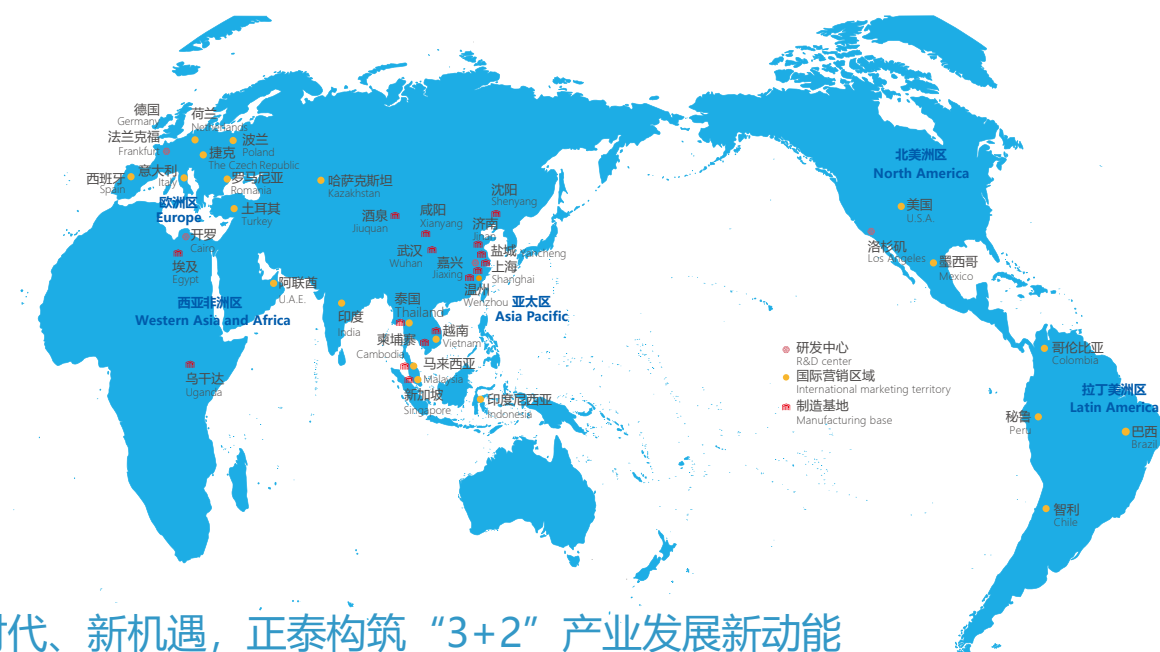 德国
Germany
荷兰
Netherlands
法兰克福
Frankfurt
波兰
Poland
捷克
The Czech Republic
西班牙
Spain
意大利
Italy
罗马尼亚
Romania
欧洲区
Europe
土耳其
Turkey
哈萨克斯坦
Kazakhstan
开罗
Cairo
埃及
Egypt
阿联酋
U.A.E.
西亚非洲区
Western Asia and Africa
乌干达
Uganda
沈阳
Shenyang
酒泉
Jiuquan
咸阳
Xianyang
济南
武汉
Wuhan
盐城 Yancheng
嘉兴
Jiaxing
上海
Shanghai
温州
Wenzhou
亚太区
Asia Pacific
印度
India
泰国
Thailand
柬埔寨
Cambodie
越南
Vietnam
马来西亚
Malaysia
新加坡
Singapore
印度尼西亚
Indonesia
北美洲区
North America
美国
U.S.A.
洛杉矶
Los Angeles
墨西哥
Mexico
研发中心
R&D center
国际营销区域
International marketing territory
制造基地
Manufacturing base
哥伦比亚
Colombia
拉丁美洲区
Latin America
秘鲁
Peru
巴西
Brazil
智利
Chile
时代、新机遇，正泰构筑“3+2”产业发展新动能